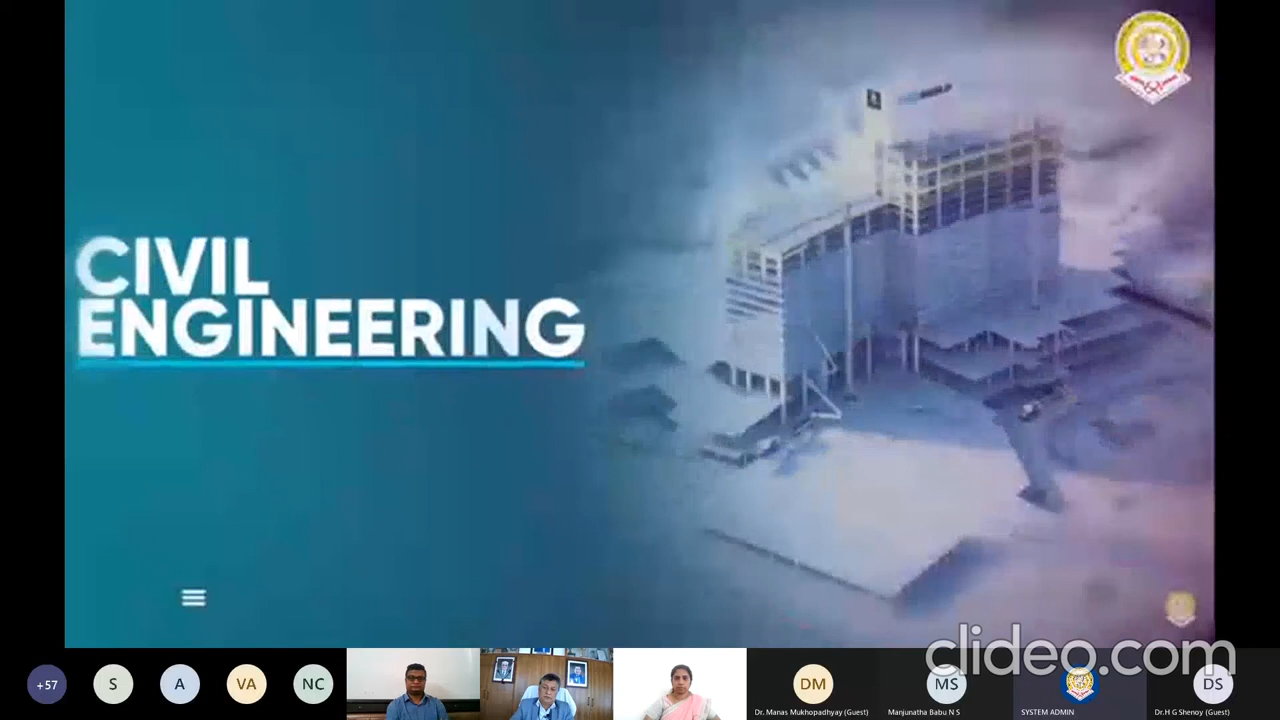 CIVIL
ENGINEERING
clideo.com
+57
S
A
VA
NC
DM
Dr. Manas Mukhopadhyay (Guest)
MS
Manjunatha Babu N S
SYSTEM ADMIN
DS
Dr.H G Shenoy (Guest)